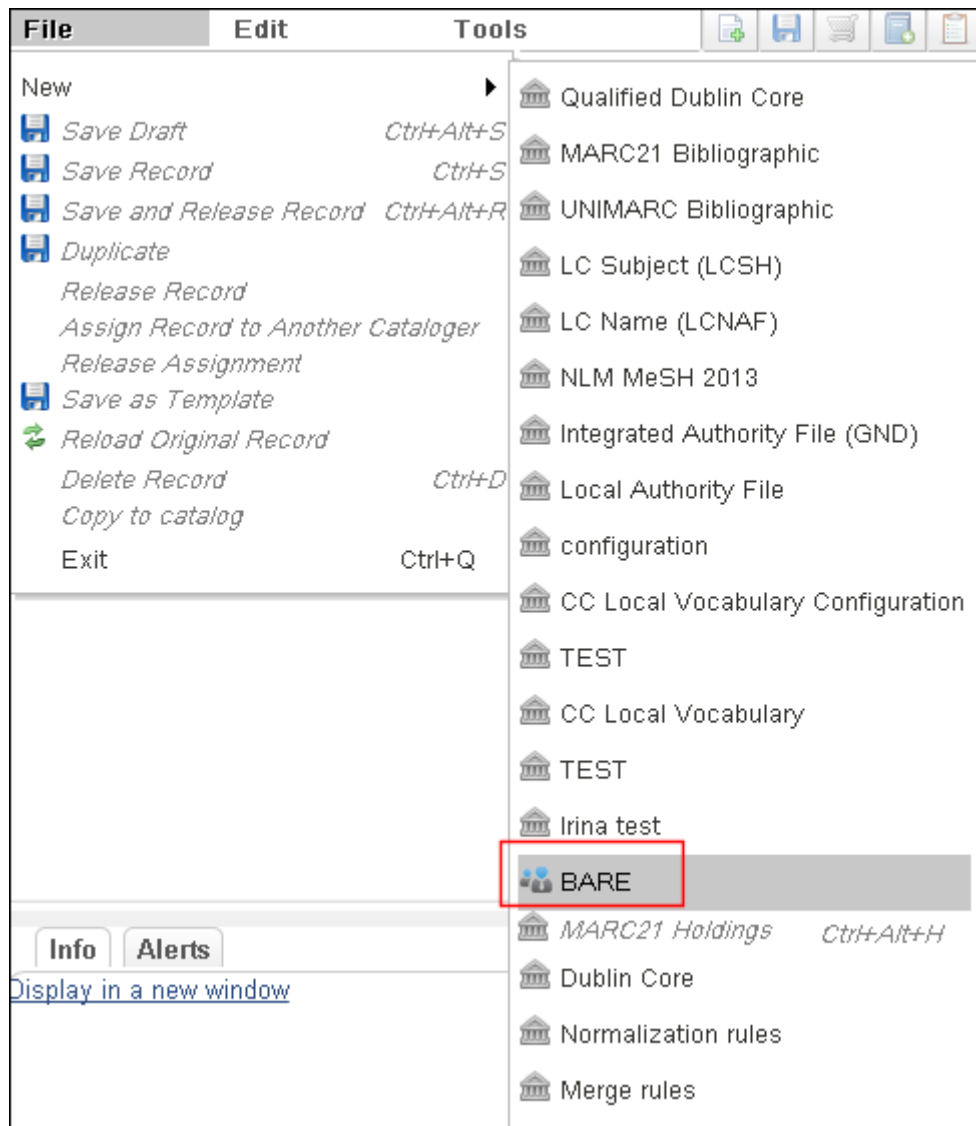 File Edit Tools
New
Save Draft Ctrl+Alt+S
Save Record Ctrl+S
Save and Release Record Ctrl+Alt+R
Duplicate
Release Record
Assign Record to Another Cataloger
Release Assignment
Save as Template
Reload Original Record
Delete Record Ctrl+D
Copy to catalog
Exit Ctrl+Q
Qualified Dublin Core
MARC21 Bibliographic
UNIMARC Bibliographic
LC Subject (LCSH)
LC Name (LCNAF)
NLM MeSH 2013
Integrated Authority File (GND)
Local Authority File
configuration
CC Local Vocabulary Configuration
TEST
CC Local Vocabulary
TEST
Irina test
BARE
MARC21 Holdings Ctrl+Alt+H
Dublin Core
Normalization rules
Merge rules
Info Alerts
Display in a new window